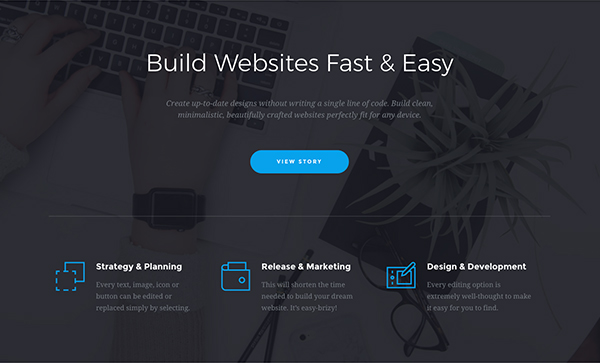 Build Websites Fast & Easy
Create up-to-date designs without writing a single line of code. Build clean,
minimalistic, beautifully crafted websites perfectly fit for any device.
VIEW STORY
Strategy & Planning
Every text, image, icon or
button can be edited or
replaced simply by selecting.
Release & Marketing
This will shorten the time
needed to build your dream
website. It's easy-brizy!
Design & Development
Every editing option is
extremely well-thought to make
it easy for you to find.